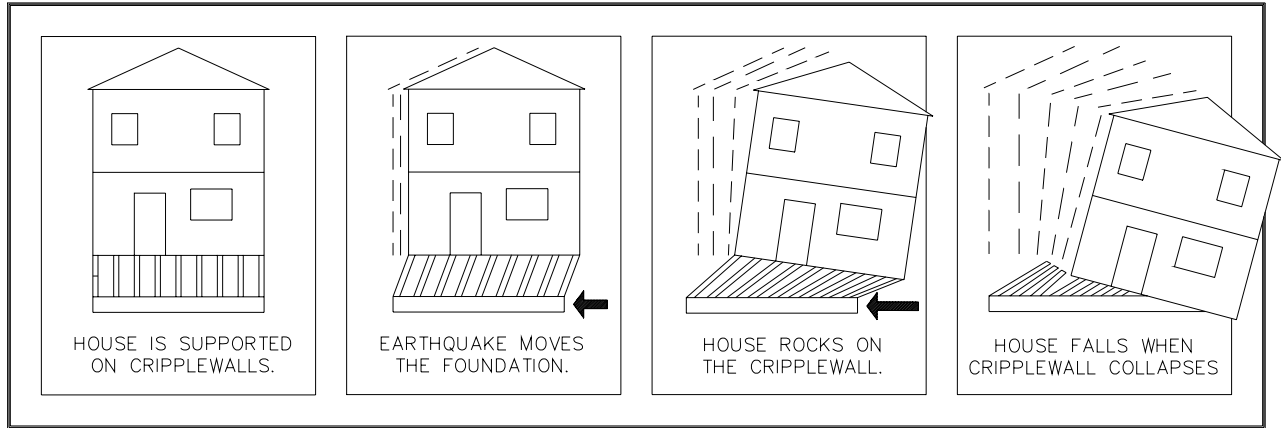 HOUSE IS SUPPORTED
ON CRIPPLEWALLS.
EARTHQUAKE MOVES
THE FOUNDATION.
HOUSE ROCKS ON
THE CRIPPLEWALL.
HOUSE FALLS WHEN
CRIPPLEWALL COLLAPSES